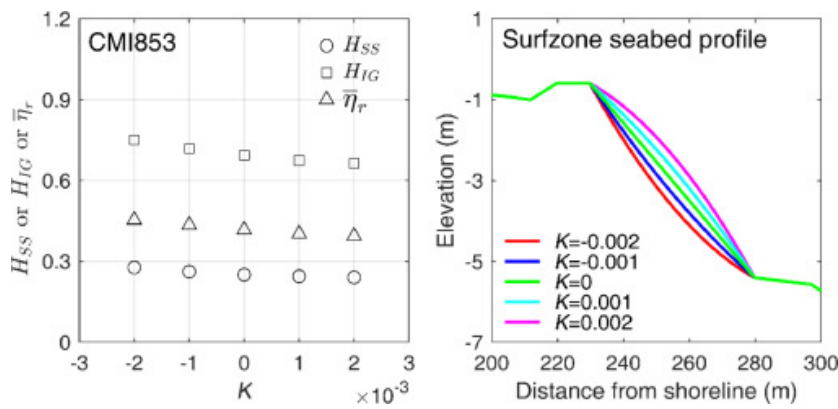 CMI853
H_SS
H_IG
η̅_r
H_SS or H_IG or η̅_r
1.2
0.9
0.6
0.3
0
-3 -2 -1 0 1 2 3
K
×10^-3
Surfzone seabed profile
Elevation (m)
1
-1
-3
-5
-7
K=-0.002
K=-0.001
K=0
K=0.001
K=0.002
200 220 240 260 280 300
Distance from shoreline (m)